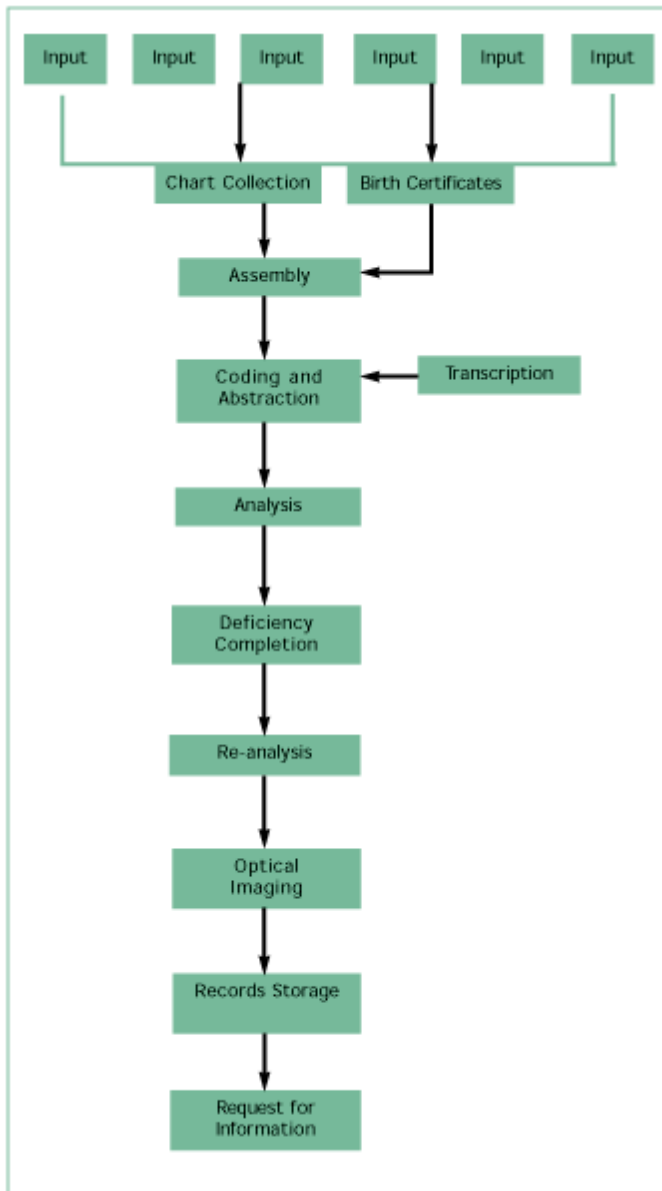 Input Input Input Input Input Input
Chart Collection Birth Certificates
Assembly
Coding and
Abstraction
Transcription
Analysis
Deficiency
Completion
Re-analysis
Optical
Imaging
Records Storage
Request for
Information